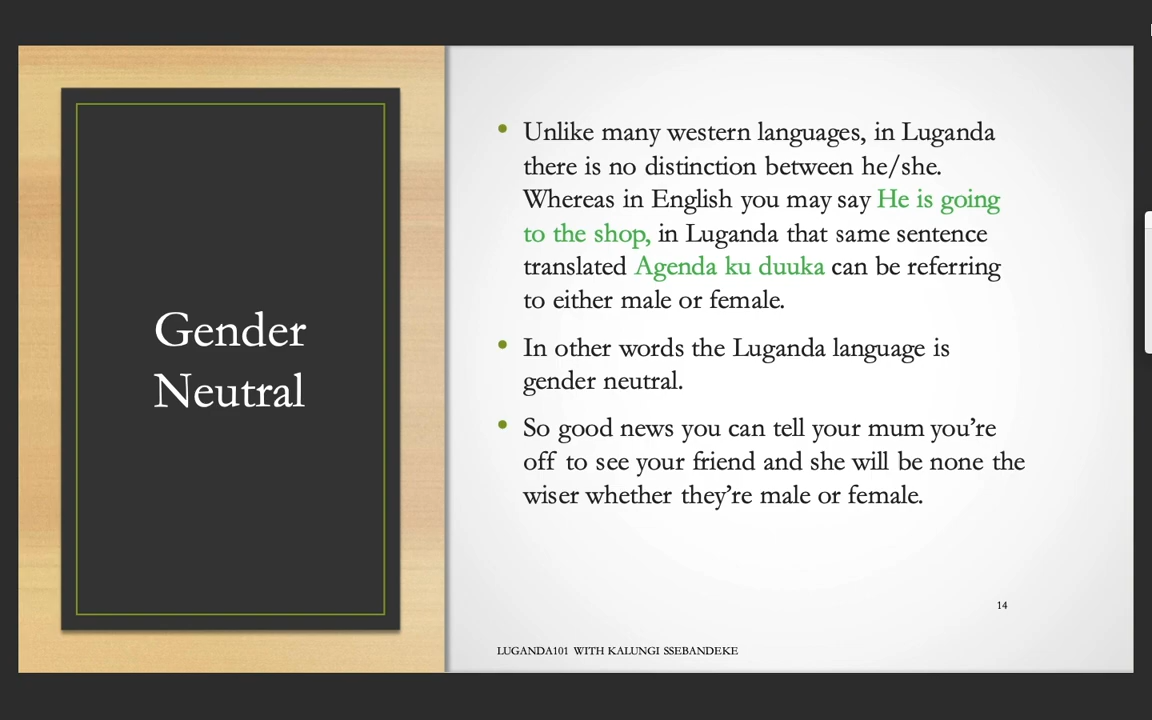 Gender
Neutral
• Unlike many western languages, in Luganda
there is no distinction between he/she.
Whereas in English you may say He is going
to the shop, in Luganda that same sentence
translated Agenda ku duuka can be referring
to either male or female.
• In other words the Luganda language is
gender neutral.
• So good news you can tell your mum you’re
off to see your friend and she will be none the
wiser whether they’re male or female.
14
LUGANDA101 WITH KALUNGI SSEBANDEKE